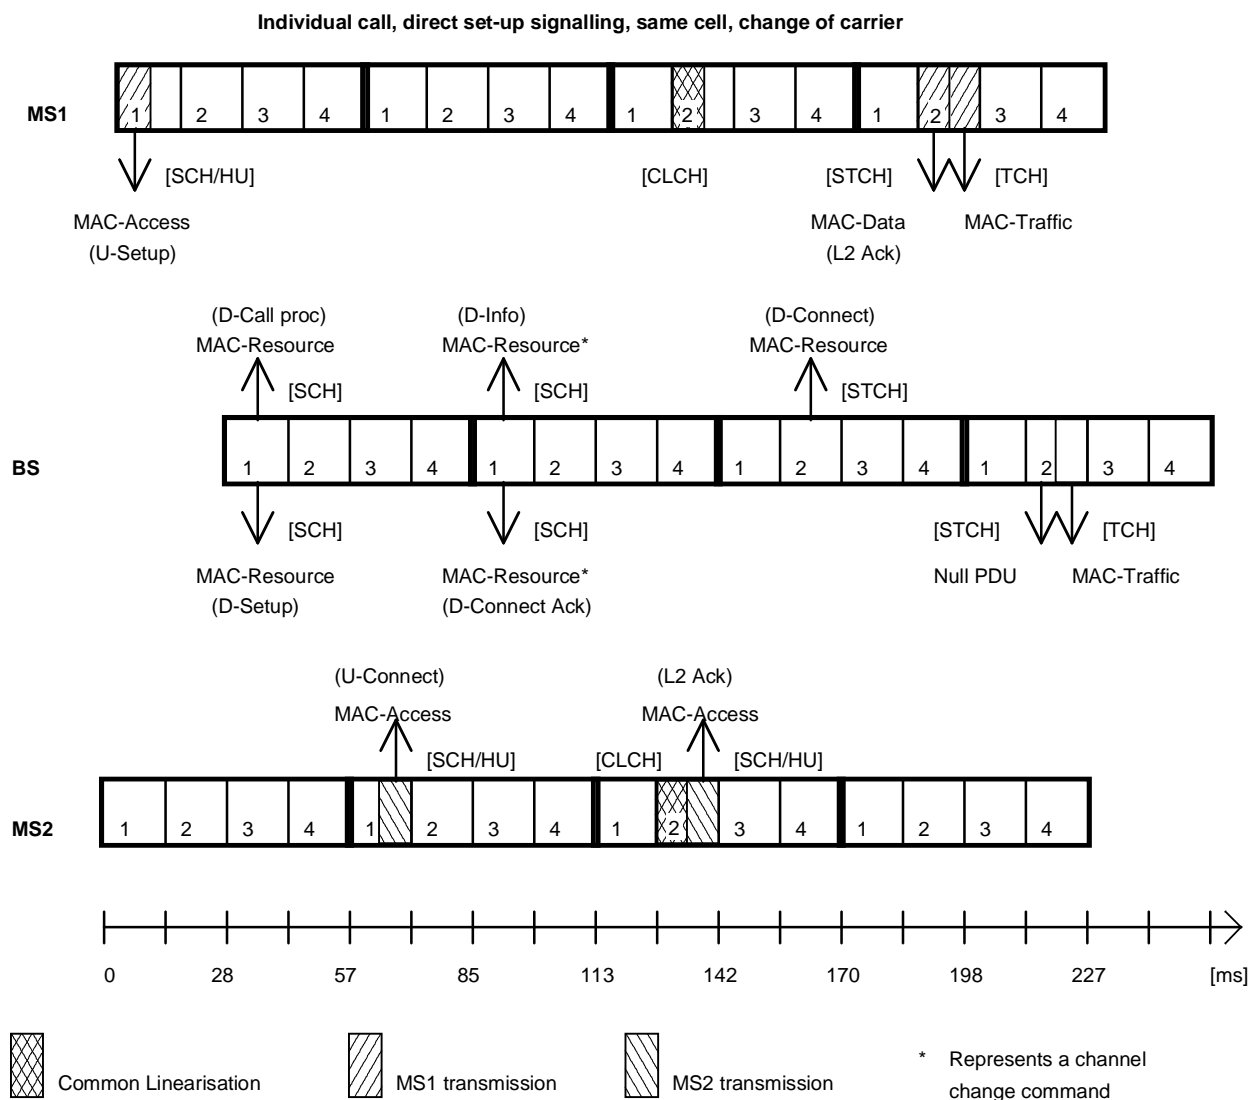 Individual call, direct set-up signalling, same cell, change of carrier
MS1
1 2 3 4 1 2 3 4 1 2 3 4 1 2 3 4
[SCH/HU] [CLCH] [STCH] [TCH]
MAC-Access MAC-Data MAC-Traffic
(U-Setup) (L2 Ack)
(D-Call proc) (D-Info) (D-Connect)
MAC-Resource MAC-Resource* MAC-Resource
[SCH] [SCH] [STCH]
BS
1 2 3 4 1 2 3 4 1 2 3 4 1 2 3 4
[SCH] [SCH] [STCH] [TCH]
MAC-Resource MAC-Resource* Null PDU MAC-Traffic
(D-Setup) (D-Connect Ack)
(U-Connect) (L2 Ack)
MAC-Access MAC-Access
[SCH/HU] [CLCH] [SCH/HU]
MS2
1 2 3 4 1 2 3 4 1 2 3 4 1 2 3 4
0 28 57 85 113 142 170 198 227 [ms]
Common Linearisation MS1 transmission MS2 transmission
* Represents a channel
change command